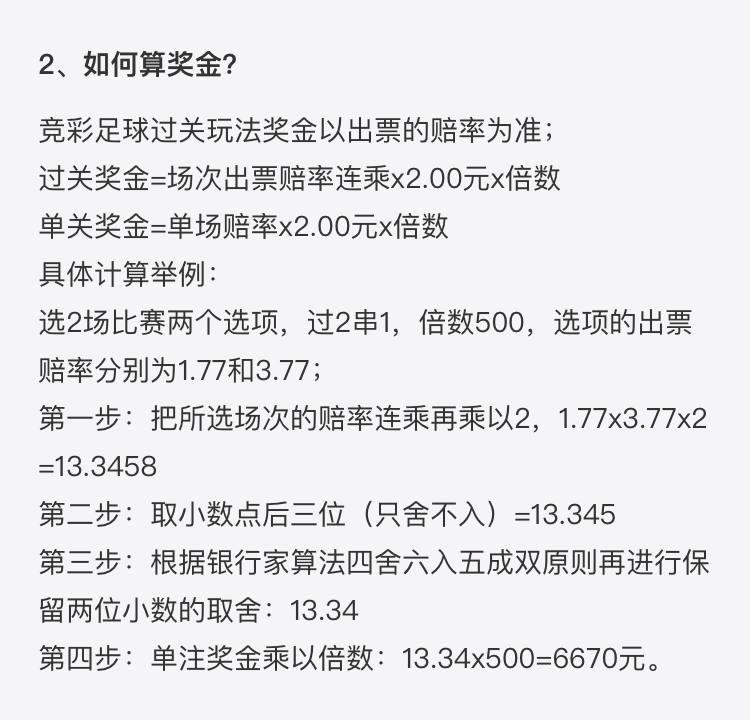 2、如何算奖金?
竞彩足球过关玩法奖金以出票的赔率为准；
过关奖金=场次出票赔率连乘x2.00元x倍数
单关奖金=单场赔率x2.00元x倍数
具体计算举例：
选2场比赛两个选项，过2串1，倍数500，选项的出票
赔率分别为1.77和3.77；
第一步：把所选场次的赔率连乘再乘以2，1.77x3.77x2
=13.3458
第二步：取小数点后三位（只舍不入）=13.345
第三步：根据银行家算法四舍六入五成双原则再进行保
留两位小数的取舍：13.34
第四步：单注奖金乘以倍数：13.34x500=6670元。